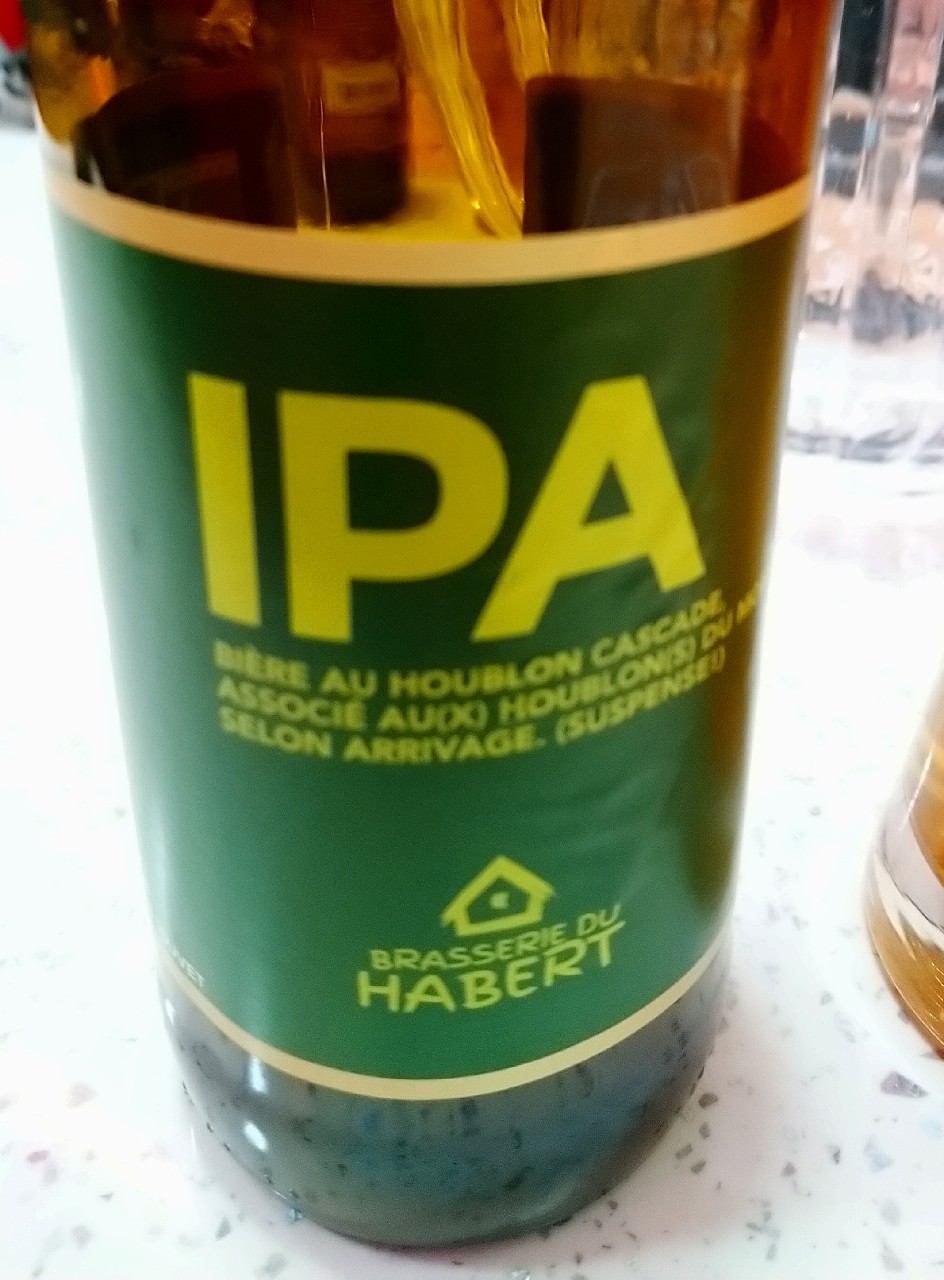 IPA
BIÈRE AU HOUBLON CASCADE,
ASSOCIÉ AU(X) HOUBLON(S) DU
SELON ARRIVAGE. (SUSPENSE!)
BRASSERIE DU
HABERT